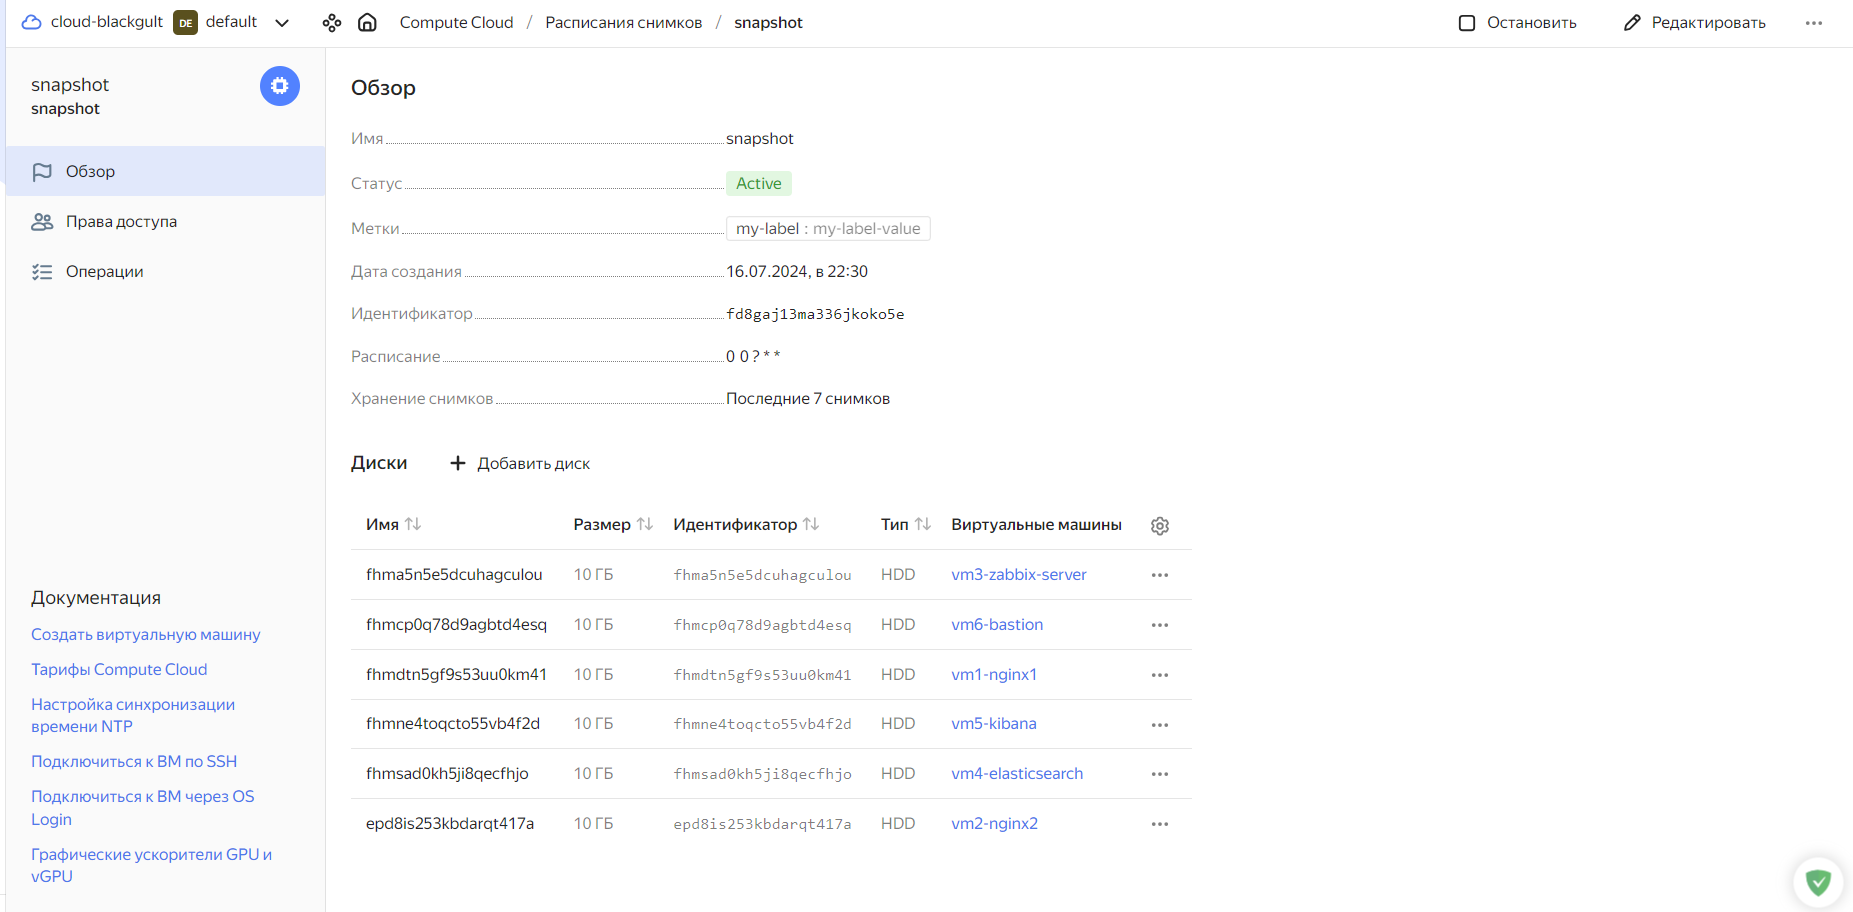 cloud-blackgult DE default Compute Cloud / Расписания снимков / snapshot Остановить Редактировать
snapshot
snapshot
Обзор
Права доступа
Операции
Документация
Создать виртуальную машину
Тарифы Compute Cloud
Настройка синхронизации
времени NTP
Подключиться к ВМ по SSH
Подключиться к ВМ через OS
Login
Графические ускорители GPU и
vGPU
Обзор
Имя snapshot
Статус Active
Метки my-label : my-label-value
Дата создания 16.07.2024, в 22:30
Идентификатор fd8gaj13ma336jkoko5e
Расписание 0 0 ? * *
Хранение снимков Последние 7 снимков
Диски + Добавить диск
Имя Размер Идентификатор Тип Виртуальные машины
fhma5n5e5dcuhagculou 10 ГБ fhma5n5e5dcuhagculou HDD vm3-zabbix-server
fhmcp0q78d9agbtd4esq 10 ГБ fhmcp0q78d9agbtd4esq HDD vm6-bastion
fhmdtn5gf9s53uu0km41 10 ГБ fhmdtn5gf9s53uu0km41 HDD vm1-nginx1
fhmne4toqcto55vb4f2d 10 ГБ fhmne4toqcto55vb4f2d HDD vm5-kibana
fhmsad0kh5ji8qecfhjo 10 ГБ fhmsad0kh5ji8qecfhjo HDD vm4-elasticsearch
epd8is253kbdarqt417a 10 ГБ epd8is253kbdarqt417a HDD vm2-nginx2